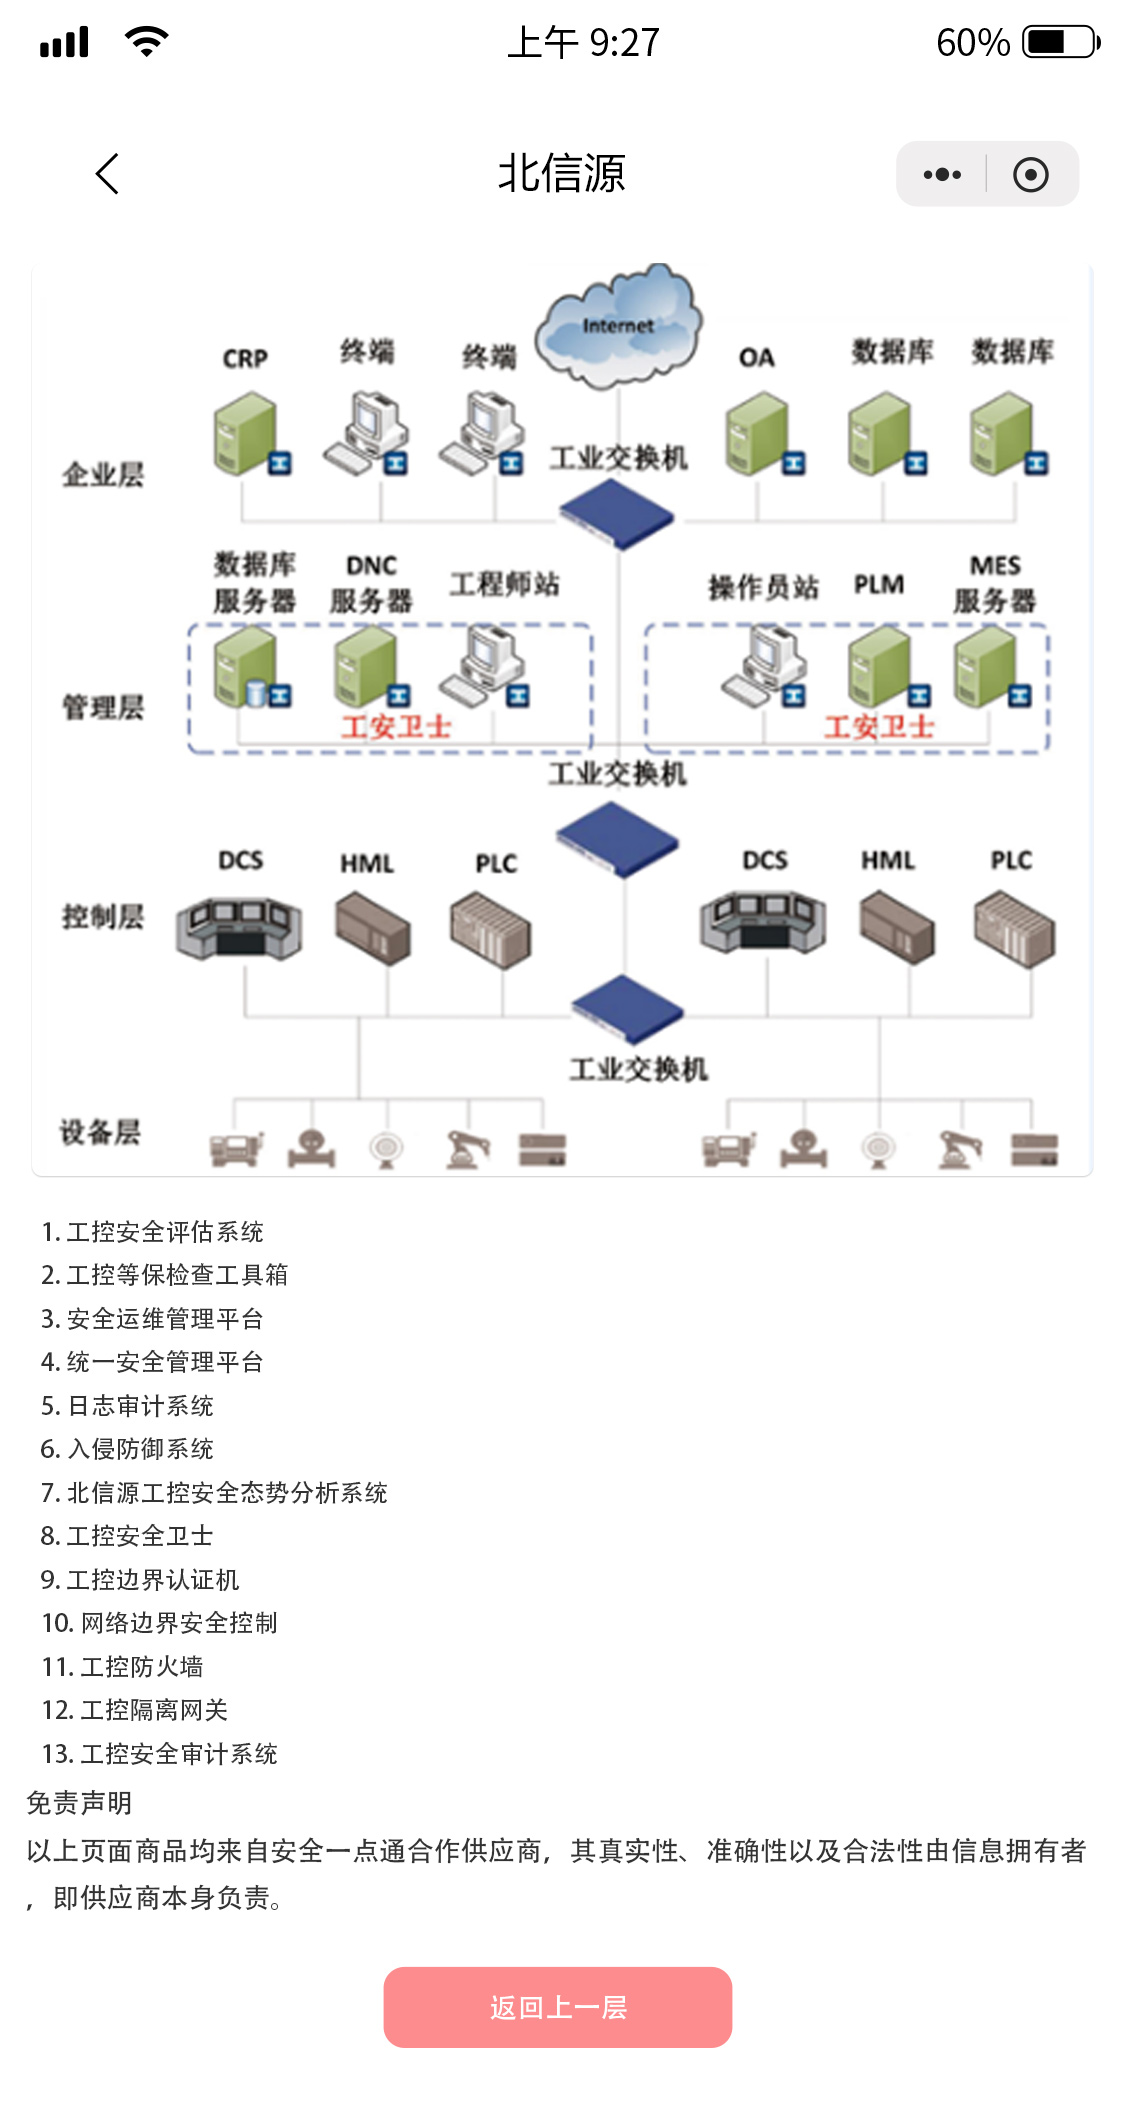 上午 9:27
60%
北信源
Internet
CRP
终端
终端
OA
数据库
数据库
工业交换机
企业层
数据库
服务器
DNC
服务器
工程师站
操作员站
PLM
MES
服务器
管理层
工安卫士
工安卫士
工业交换机
DCS
HML
PLC
DCS
HML
PLC
控制层
工业交换机
设备层
1. 工控安全评估系统
2. 工控等保检查工具箱
3. 安全运维管理平台
4. 统一安全管理平台
5. 日志审计系统
6. 入侵防御系统
7. 北信源工控安全态势分析系统
8. 工控安全卫士
9. 工控边界认证机
10. 网络边界安全控制
11. 工控防火墙
12. 工控隔离网关
13. 工控安全审计系统
免责声明
以上页面商品均来自安全一点通合作供应商，其真实性、准确性以及合法性由信息拥有者
，即供应商本身负责。
返回上一层